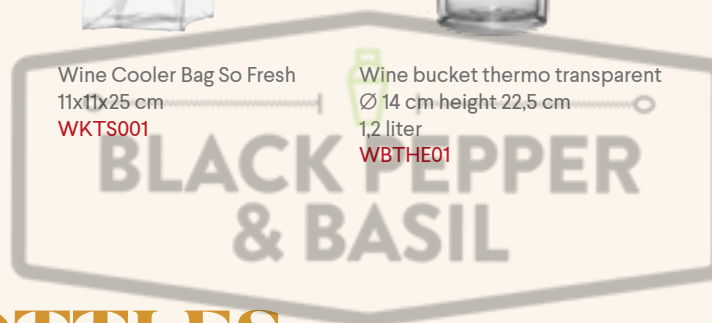 Wine Cooler Bag So Fresh
11x11x25 cm
WKTS001
Wine bucket thermo transparent
Ø 14 cm height 22,5 cm
1,2 liter
WBTHE01
BLACK PEPPER
& BASIL